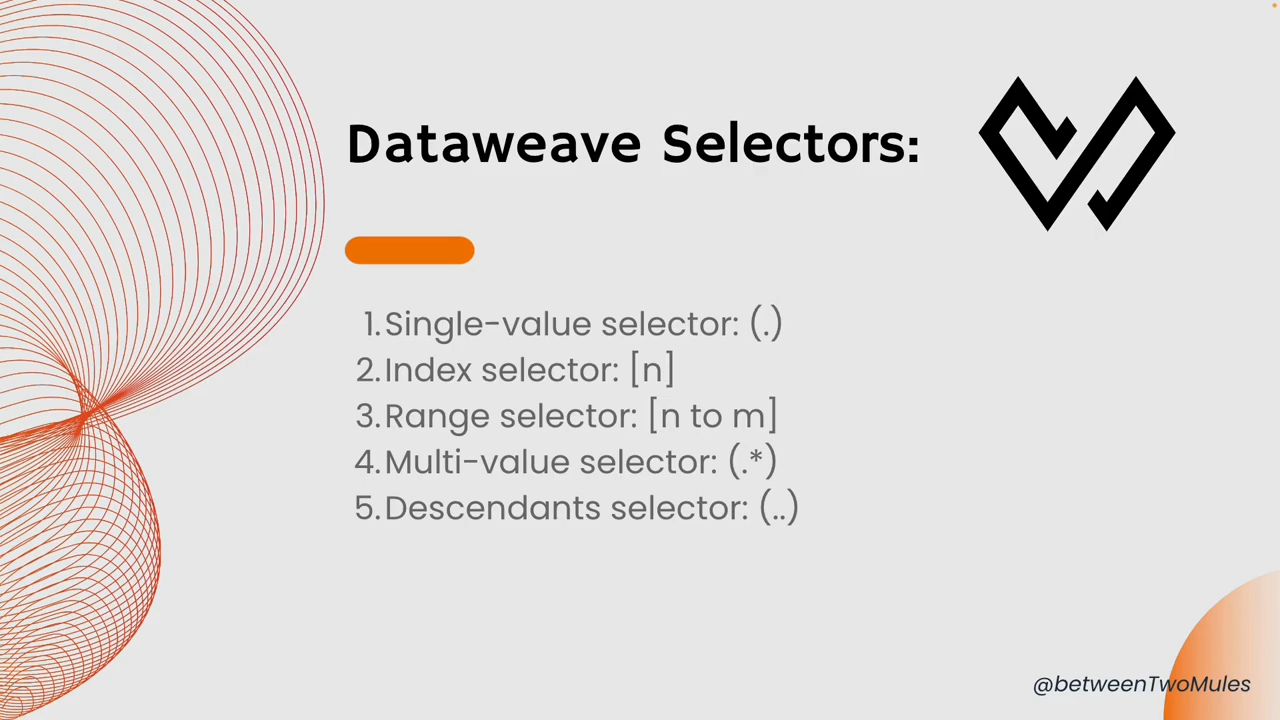 Dataweave Selectors:
1. Single-value selector: (.)
2. Index selector: [n]
3. Range selector: [n to m]
4. Multi-value selector: (.*)
5. Descendants selector: (..)
@betweenTwoMules